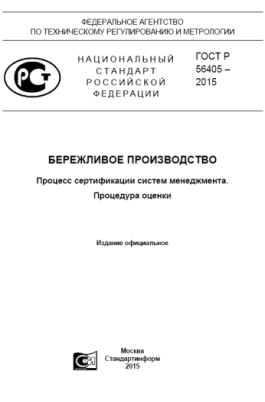 ФЕДЕРАЛЬНОЕ АГЕНТСТВО
ПО ТЕХНИЧЕСКОМУ РЕГУЛИРОВАНИЮ И МЕТРОЛОГИИ
НАЦИОНАЛЬНЫЙ
СТАНДАРТ
РОССИЙСКОЙ
ФЕДЕРАЦИИ
ГОСТ Р
56405 –
2015
БЕРЕЖЛИВОЕ ПРОИЗВОДСТВО
Процесс сертификации систем менеджмента.
Процедура оценки
Издание официальное
Москва
Стандартинформ
2015